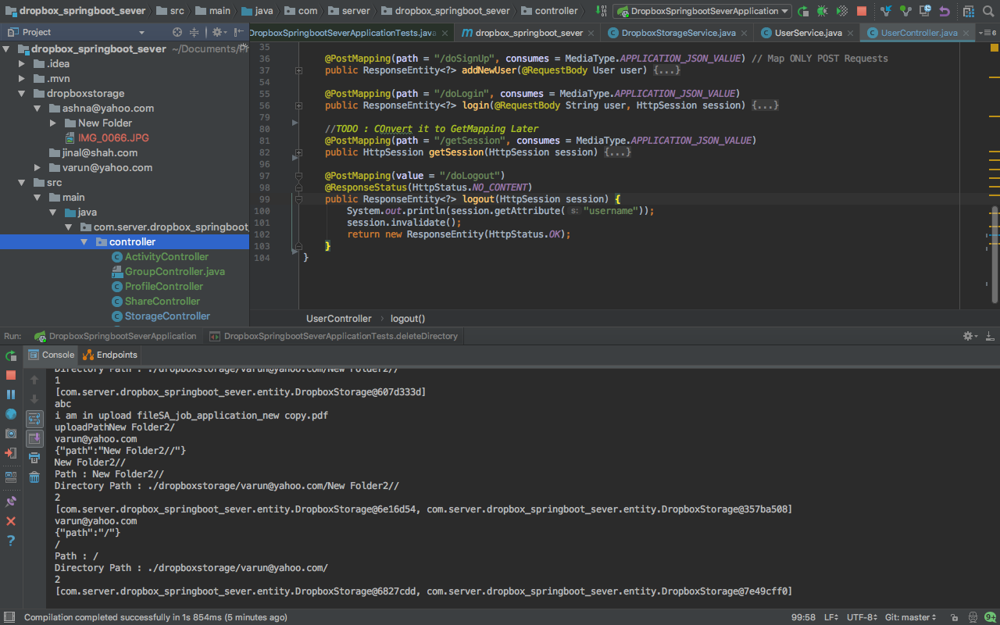 dropbox_springboot_sever src main java com server dropbox_springboot_sever controller DropboxSpringbootSeverApplication
Project
DropboxSpringbootSeverApplicationTests.java dropbox_springboot_sever DropboxStorageService.java UserService.java UserController.java 6
dropbox_springboot_sever ~/Documents/Pr
.idea
.mvn
dropboxstorage
ashna@yahoo.com
New Folder
IMG_0066.JPG
jinal@shah.com
varun@yahoo.com
src
main
java
com.server.dropbox_springboot
controller
ActivityController
GroupController.java
ProfileController
ShareController
StorageController
35
36 @PostMapping(path = "/doSignUp", consumes = MediaType.APPLICATION_JSON_VALUE) // Map ONLY POST Requests
37 public ResponseEntity<?> addNewUser(@RequestBody User user) {...}
54
55 @PostMapping(path = "/doLogin", consumes = MediaType.APPLICATION_JSON_VALUE)
56 public ResponseEntity<?> login(@RequestBody String user, HttpSession session) {...}
79
80 //TODO : COnvert it to GetMapping Later
81 @PostMapping(path = "/getSession", consumes = MediaType.APPLICATION_JSON_VALUE)
82 public HttpSession getSession(HttpSession session) {...}
96
97 @PostMapping(value = "/doLogout")
98 @ResponseStatus(HttpStatus.NO_CONTENT)
99 public ResponseEntity<?> logout(HttpSession session) {
100 System.out.println(session.getAttribute( s: "username"));
101 session.invalidate();
102 return new ResponseEntity(HttpStatus.OK);
103 }
104 }
UserController › logout()
Run: DropboxSpringbootSeverApplication DropboxSpringbootSeverApplicationTests.deleteDirectory
Console Endpoints
Directory Path : ./dropboxstorage/varun@yahoo.com/New Folder2//
1
[com.server.dropbox_springboot_sever.entity.DropboxStorage@607d333d]
abc
i am in upload fileSA_job_application_new copy.pdf
uploadPathNew Folder2/
varun@yahoo.com
{"path":"New Folder2//"}
New Folder2//
Path : New Folder2//
Directory Path : ./dropboxstorage/varun@yahoo.com/New Folder2//
2
[com.server.dropbox_springboot_sever.entity.DropboxStorage@6e16d54, com.server.dropbox_springboot_sever.entity.DropboxStorage@357ba508]
varun@yahoo.com
{"path":"/"}
/
Path : /
Directory Path : ./dropboxstorage/varun@yahoo.com/
2
[com.server.dropbox_springboot_sever.entity.DropboxStorage@6827cdd, com.server.dropbox_springboot_sever.entity.DropboxStorage@7e49cff0]
Compilation completed successfully in 1s 854ms (5 minutes ago) 99:58 LF UTF-8 Git: master 9+